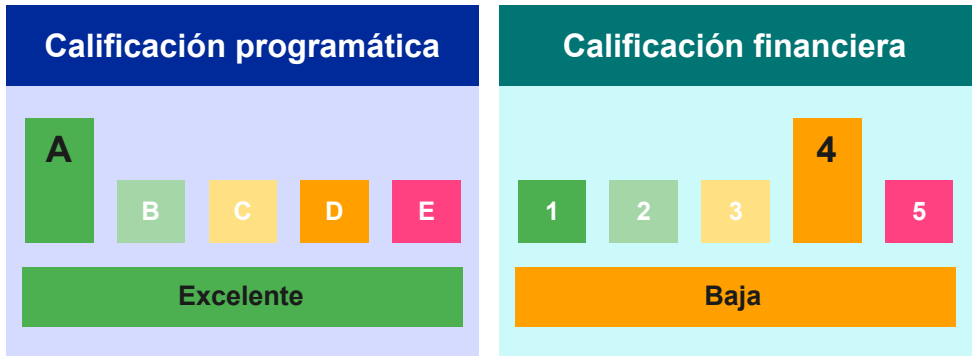 Calificación programática
A
B
C
D
E
Excelente
Calificación financiera
1
2
3
4
5
Baja